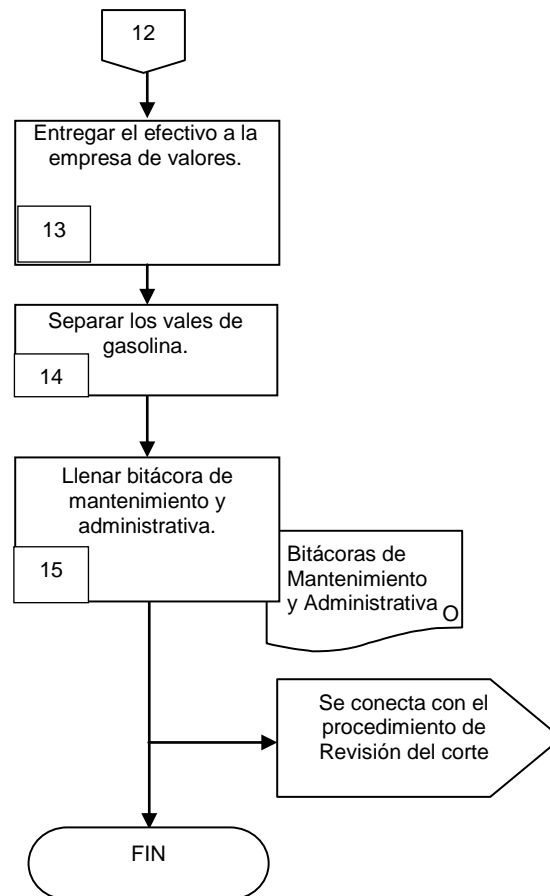 12
Entregar el efectivo a la
empresa de valores.
13
Separar los vales de
gasolina.
14
Llenar bitácora de
mantenimiento y
administrativa.
15
Bitácoras de
Mantenimiento
y Administrativa
O
Se conecta con el
procedimiento de
Revisión del corte
FIN